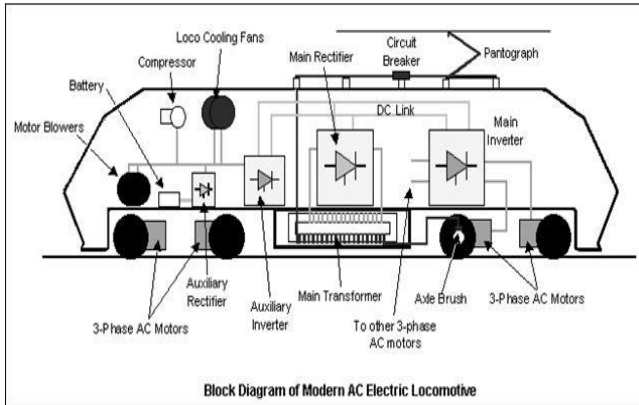 Loco Cooling Fans
Compressor
Battery
Motor Blowers
Main Rectifier
Circuit
Breaker
Pantograph
DC Link
Main
Inverter
3-Phase AC Motors
Auxiliary
Rectifier
Auxiliary
Inverter
Main Transformer
To other 3-phase
AC motors
Axle Brush
3-Phase AC Motors
Block Diagram of Modern AC Electric Locomotive